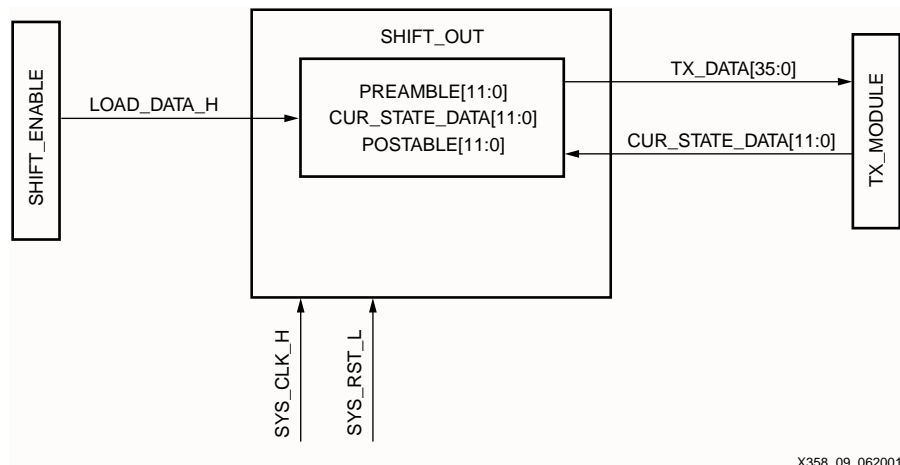 SHIFT_OUT
SHIFT_ENABLE
LOAD_DATA_H
PREAMBLE[11:0]
CUR_STATE_DATA[11:0]
POSTABLE[11:0]
TX_DATA[35:0]
CUR_STATE_DATA[11:0]
TX_MODULE
SYS_CLK_H
SYS_RST_L
X358_09_062001